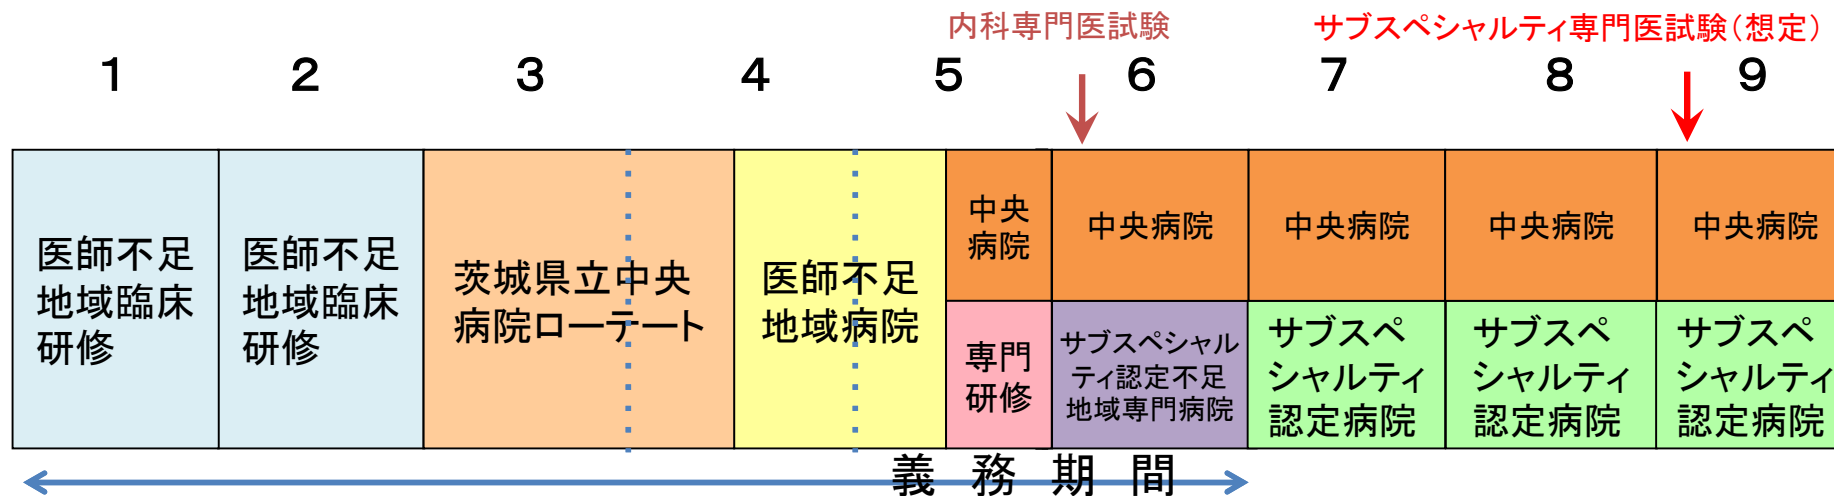 内科専門医試験
サブスペシャルティ専門医試験(想定)
1 2 3 4 5 6 7 8 9
医師不足
地域臨床
研修
医師不足
地域臨床
研修
茨城県立中央
病院ローテート
医師不足
地域病院
中央
病院
中央病院
中央病院
中央病院
中央病院
専門
研修
サブスペシャル
ティ認定不足
地域専門病院
サブスペ
シャルティ
認定病院
サブスペ
シャルティ
認定病院
サブスペ
シャルティ
認定病院
義務期間